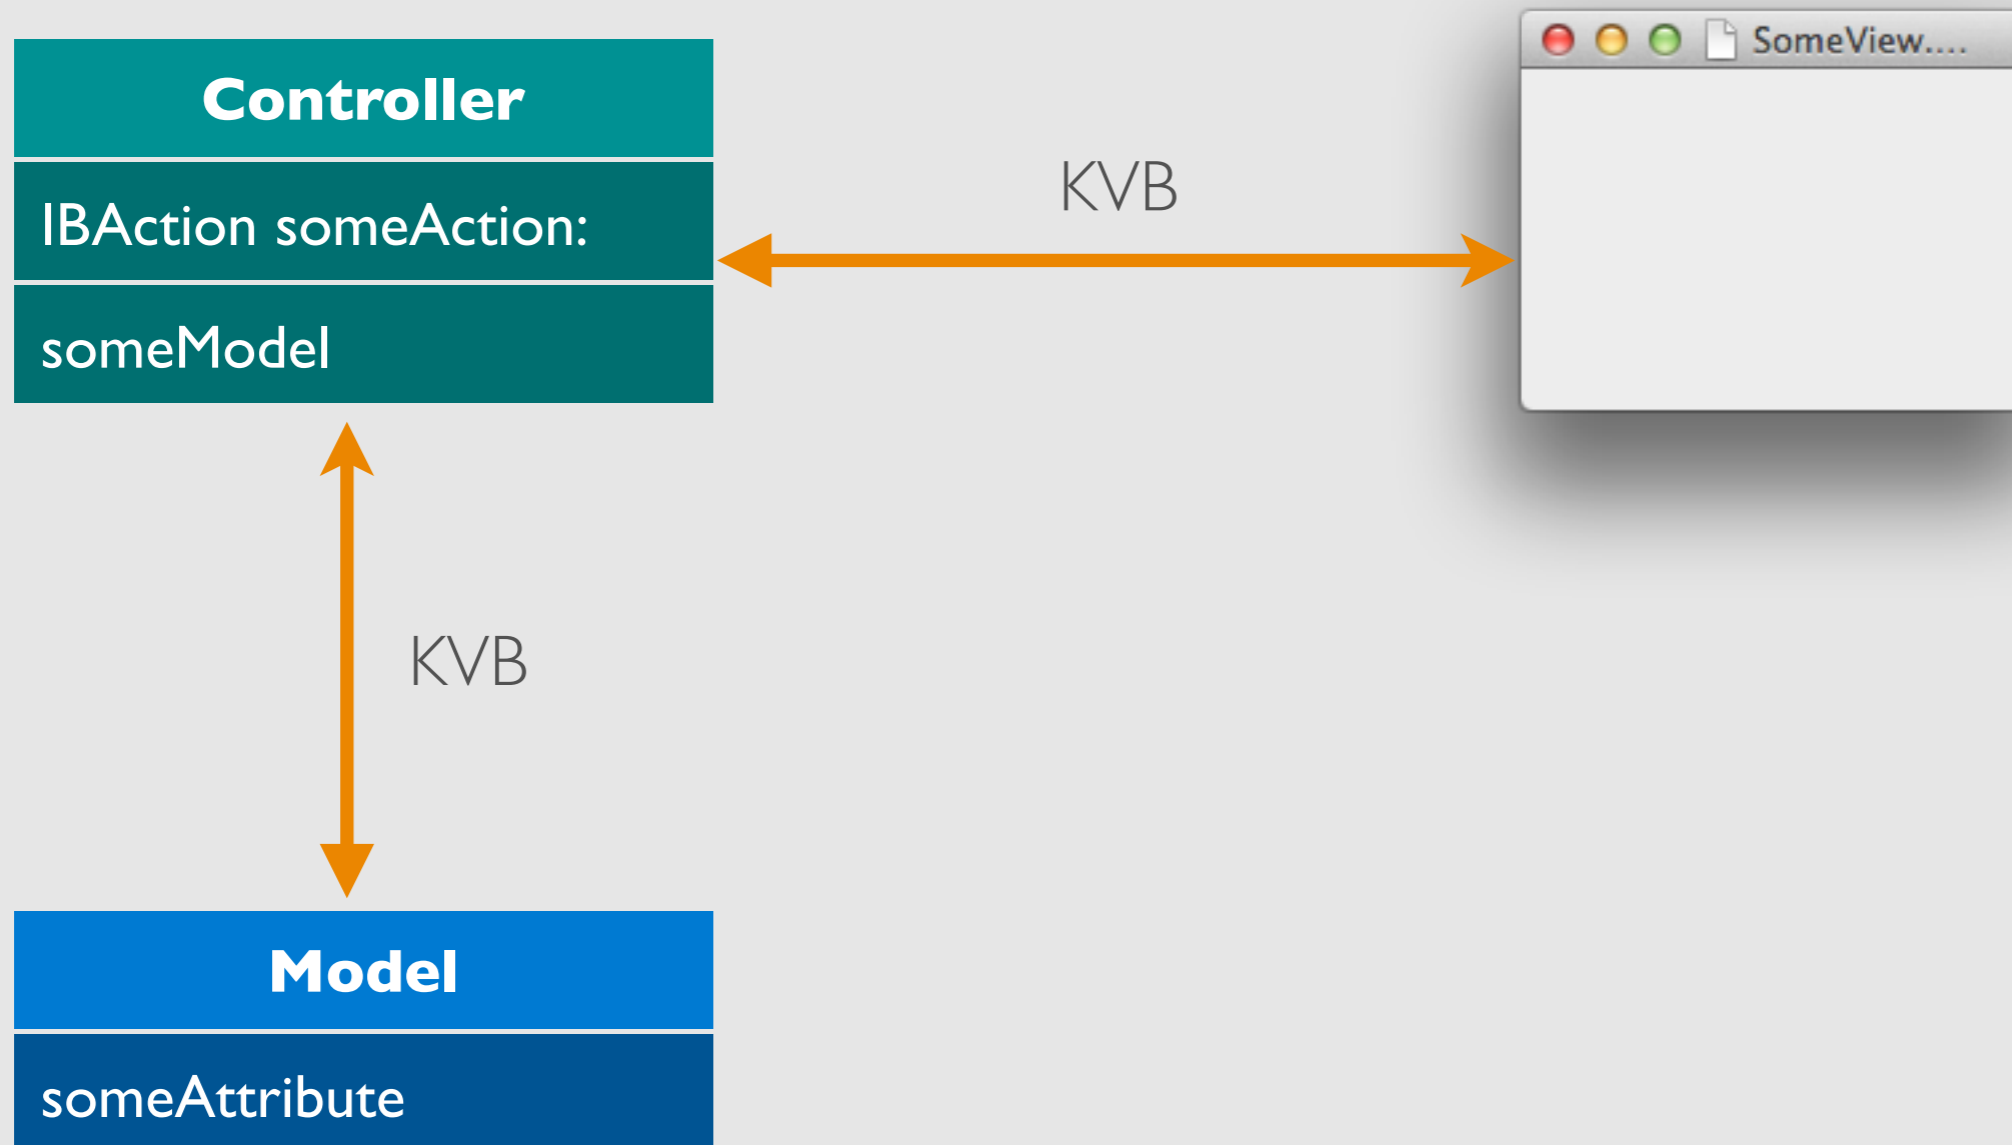 Controller
IBAction someAction:
someModel
KVB
SomeView....
KVB
Model
someAttribute